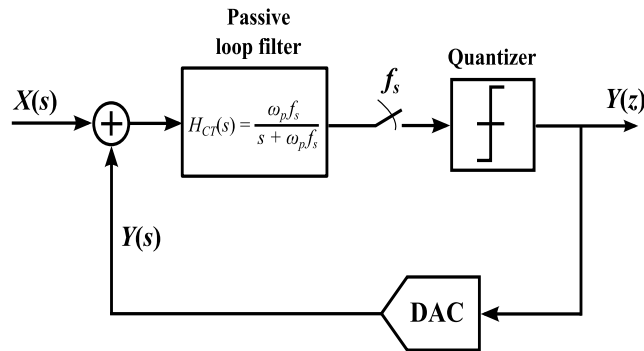 Passive
loop filter
Quantizer
X(s)
+
H_CT(s) = ω_p f_s / (s + ω_p f_s)
f_s
Y(z)
Y(s)
DAC